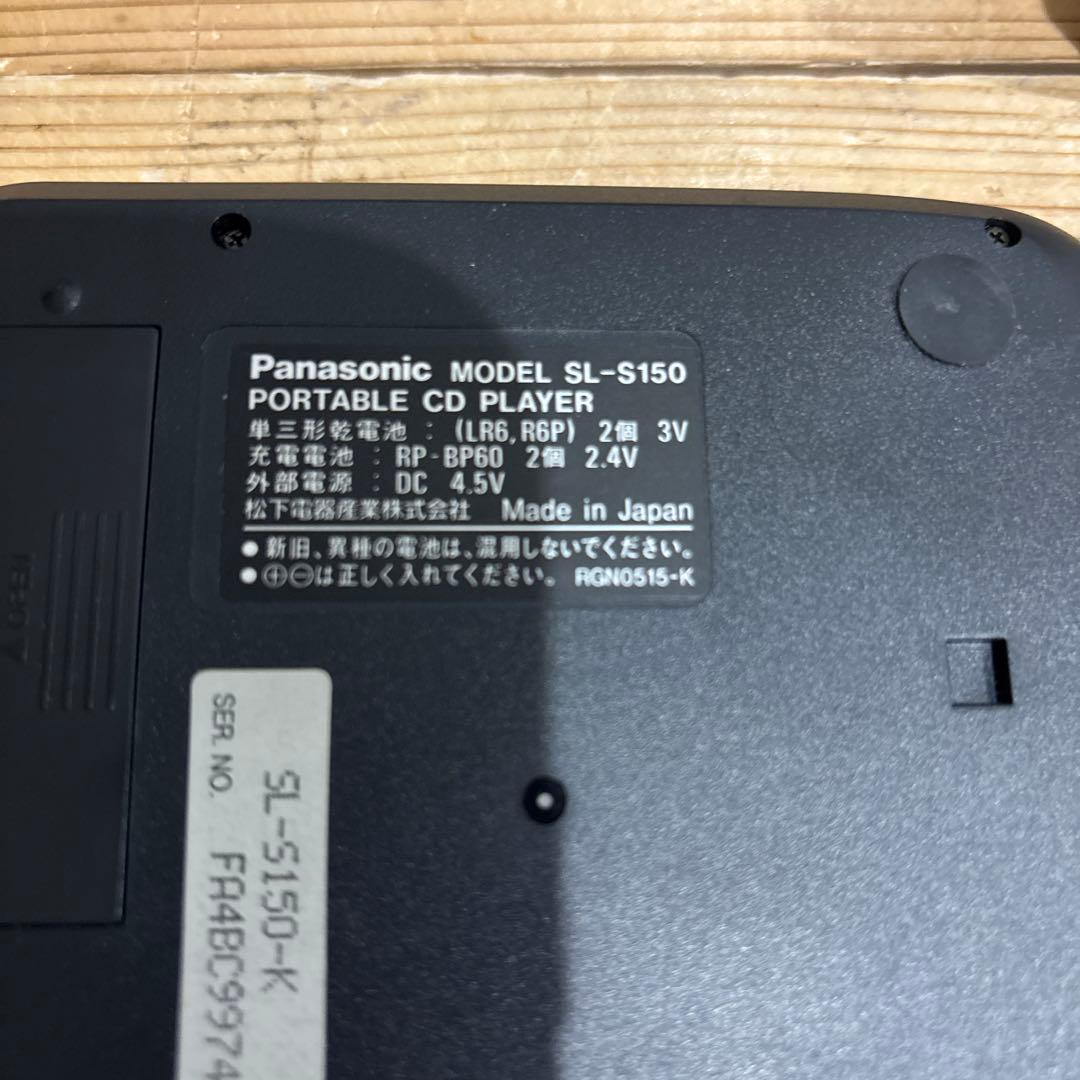 Panasonic MODEL SL-S150
PORTABLE CD PLAYER
単三形乾電池 : (LR6, R6P) 2個 3V
充電電池 : RP-BP60 2個 2.4V
外部電源 : DC 4.5V
松下電器産業株式会社 Made in Japan
● 新旧、異種の電池は、混用しないでください。
● ⊕⊖は正しく入れてください。 RGN0515-K
SL-S150-K
SER. NO. FA4BC9974